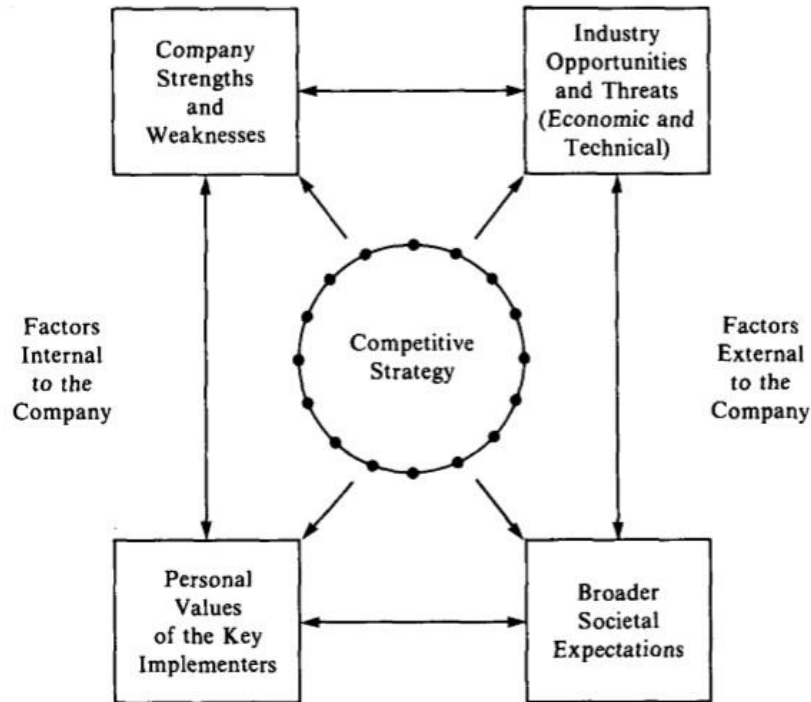 Company
Strengths
and
Weaknesses
Industry
Opportunities
and Threats
(Economic and
Technical)
Factors
Internal
to the
Company
Competitive
Strategy
Factors
External
to the
Company
Personal
Values
of the Key
Implementers
Broader
Societal
Expectations